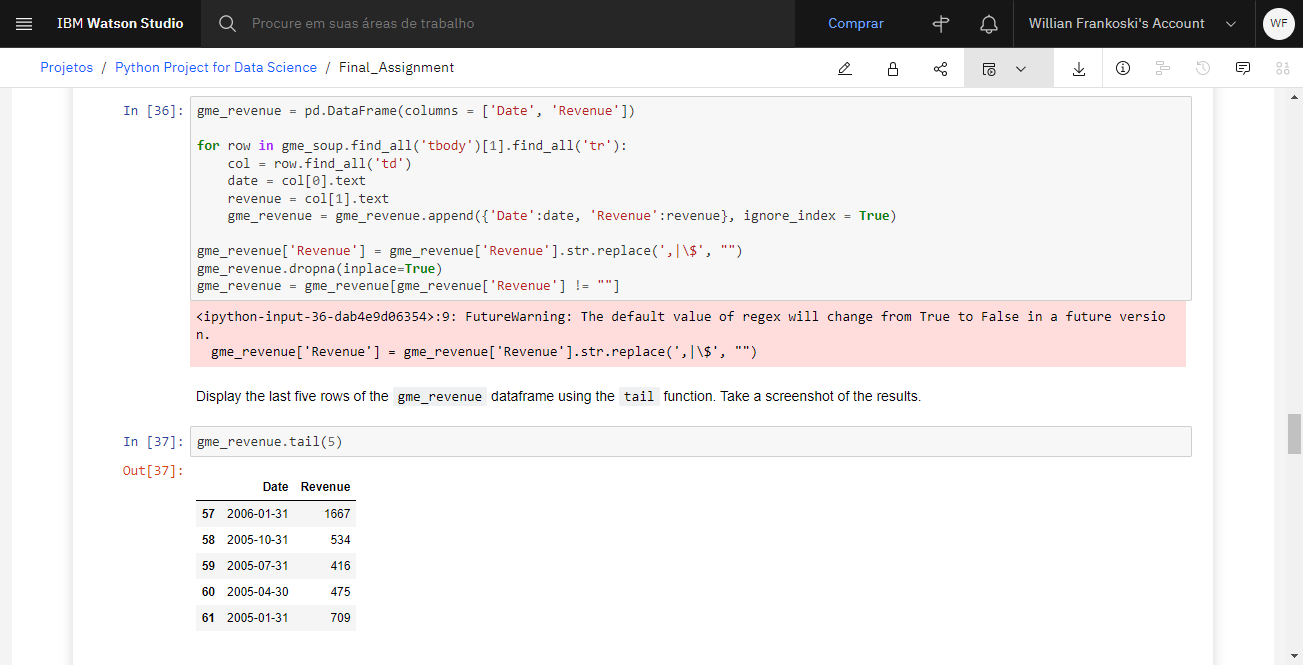 IBM Watson Studio
Procure em suas áreas de trabalho
Comprar
Willian Frankoski's Account
WF
Projetos / Python Project for Data Science / Final_Assignment
In [36]: gme_revenue = pd.DataFrame(columns = ['Date', 'Revenue'])
for row in gme_soup.find_all('tbody')[1].find_all('tr'):
    col = row.find_all('td')
    date = col[0].text
    revenue = col[1].text
    gme_revenue = gme_revenue.append({'Date':date, 'Revenue':revenue}, ignore_index = True)
gme_revenue['Revenue'] = gme_revenue['Revenue'].str.replace(',|\$', "")
gme_revenue.dropna(inplace=True)
gme_revenue = gme_revenue[gme_revenue['Revenue'] != ""]
<ipython-input-36-dab4e9d06354>:9: FutureWarning: The default value of regex will change from True to False in a future versio
n.
  gme_revenue['Revenue'] = gme_revenue['Revenue'].str.replace(',|\$', "")
Display the last five rows of the gme_revenue dataframe using the tail function. Take a screenshot of the results.
In [37]: gme_revenue.tail(5)
Out[37]:
Date Revenue
57 2006-01-31 1667
58 2005-10-31 534
59 2005-07-31 416
60 2005-04-30 475
61 2005-01-31 709